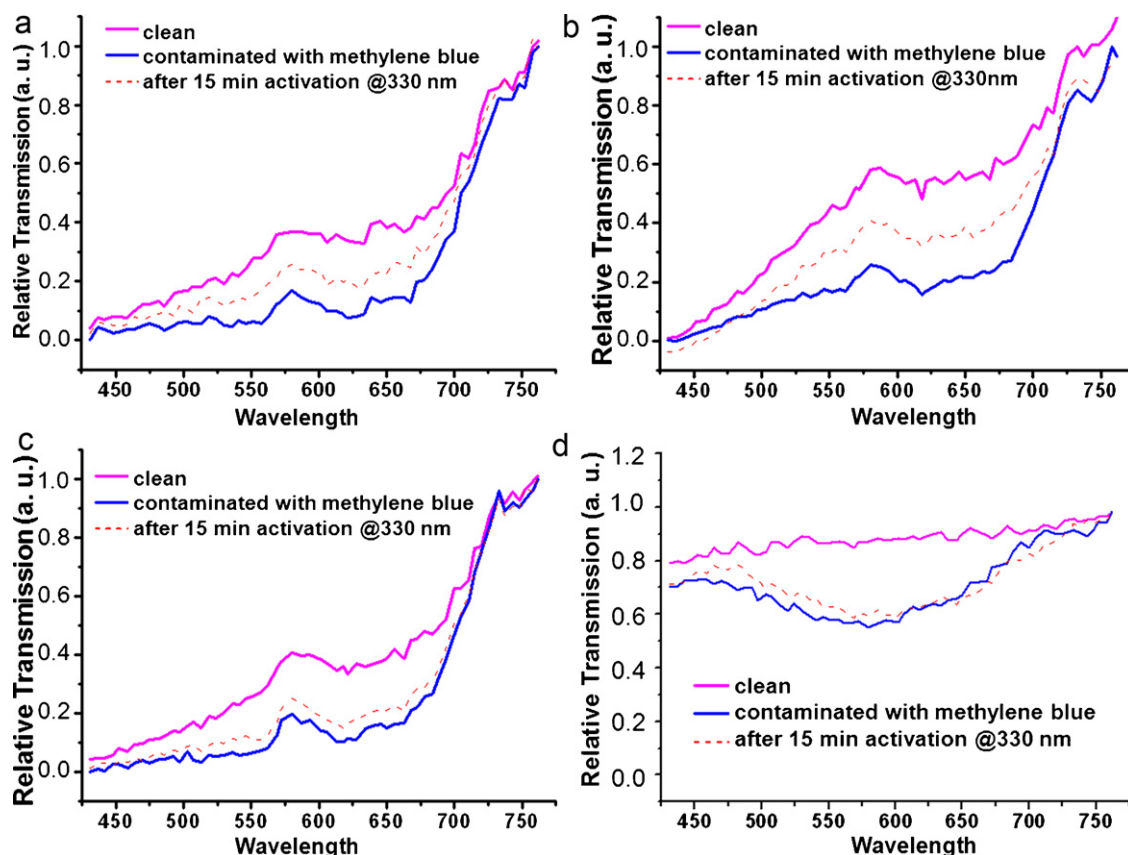 a
clean
contaminated with methylene blue
after 15 min activation @330 nm
Relative Transmission (a. u.)
1.0
0.8
0.6
0.4
0.2
0.0
450 500 550 600 650 700 750
Wavelength
b
clean
contaminated with methylene blue
after 15 min activation @330nm
Relative Transmission (a. u.)
1.0
0.8
0.6
0.4
0.2
0.0
450 500 550 600 650 700 750
Wavelength
c
clean
contaminated with methylene blue
after 15 min activation @330 nm
Relative Transmission (a. u.)
1.0
0.8
0.6
0.4
0.2
0.0
450 500 550 600 650 700 750
Wavelength
d
Relative Transmission (a. u.)
1.2
1.0
0.8
0.6
0.4
0.2
0.0
clean
contaminated with methylene blue
after 15 min activation @330 nm
450 500 550 600 650 700 750
Wavelength